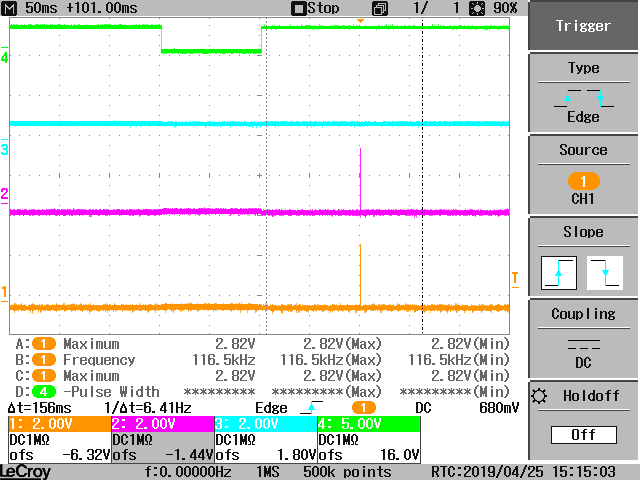 M 50ms +101.00ms Stop 1/ 1 90%
Trigger
Type
Edge
Source
1
CH1
Slope
Coupling
DC
Holdoff
Off
4
3
2
1
T
A: 1 Maximum 2.82V 2.82V(Max) 2.82V(Min)
B: 1 Frequency 116.5kHz 116.5kHz(Max) 116.5kHz(Min)
C: 1 Maximum 2.82V 2.82V(Max) 2.82V(Min)
D: 4 -Pulse Width ********* *********(Max) *********(Min)
Δt=156ms 1/Δt=6.41Hz Edge 1 DC 680mV
1: 2.00V 2: 2.00V 3: 2.00V 4: 5.00V
DC1MΩ DC1MΩ DC1MΩ DC1MΩ
ofs -6.32V ofs -1.44V ofs 1.80V ofs 16.0V
LeCroy f:0.00000Hz 1MS 500k points RTC:2019/04/25 15:15:03